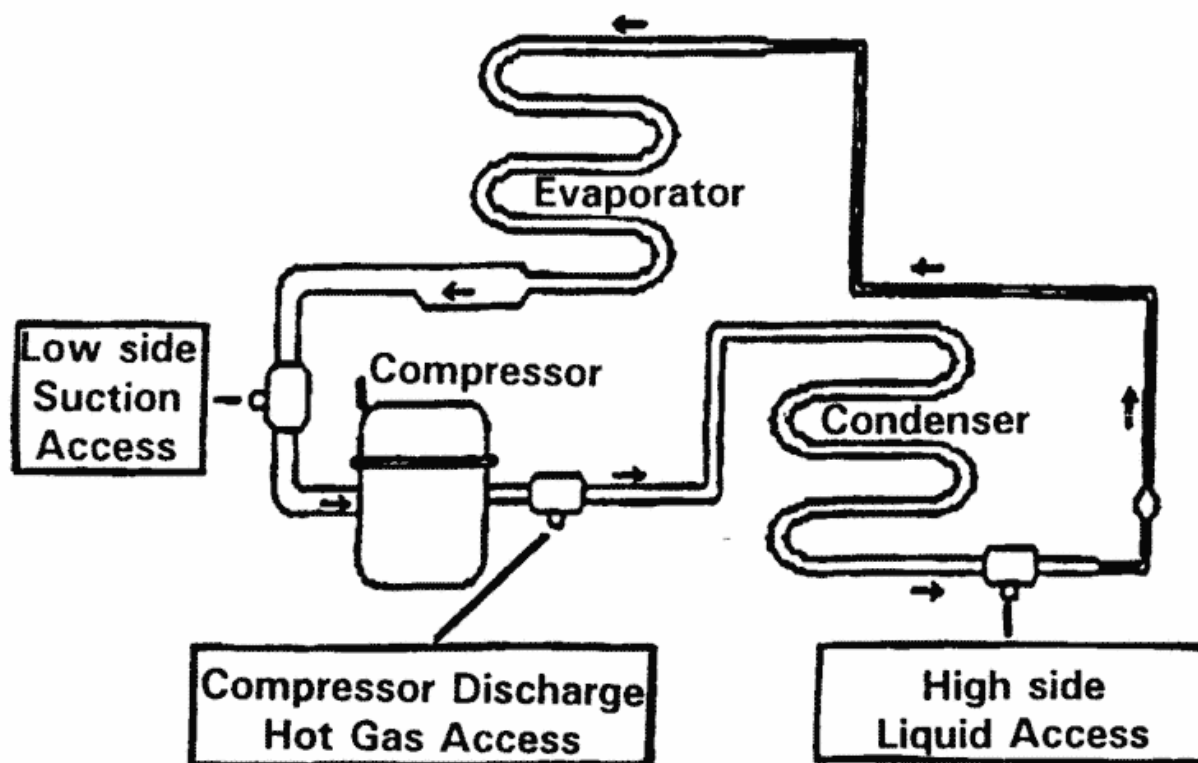 Evaporator
Low side
Suction
Access
Compressor
Condenser
Compressor Discharge
Hot Gas Access
High side
Liquid Access